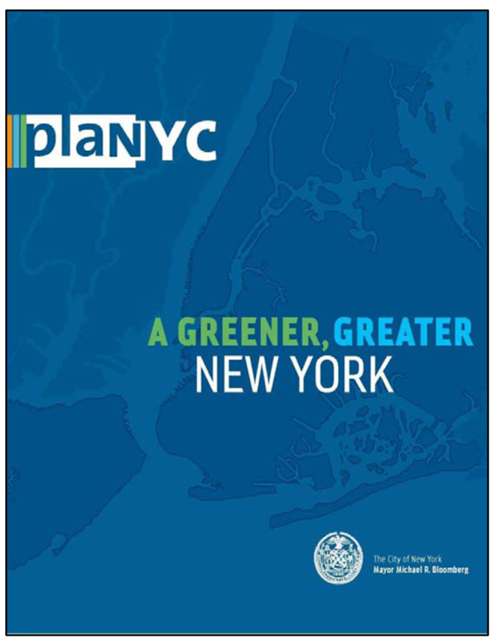 plaNYC
A GREENER, GREATER
NEW YORK
The City of New York
Mayor Michael R. Bloomberg